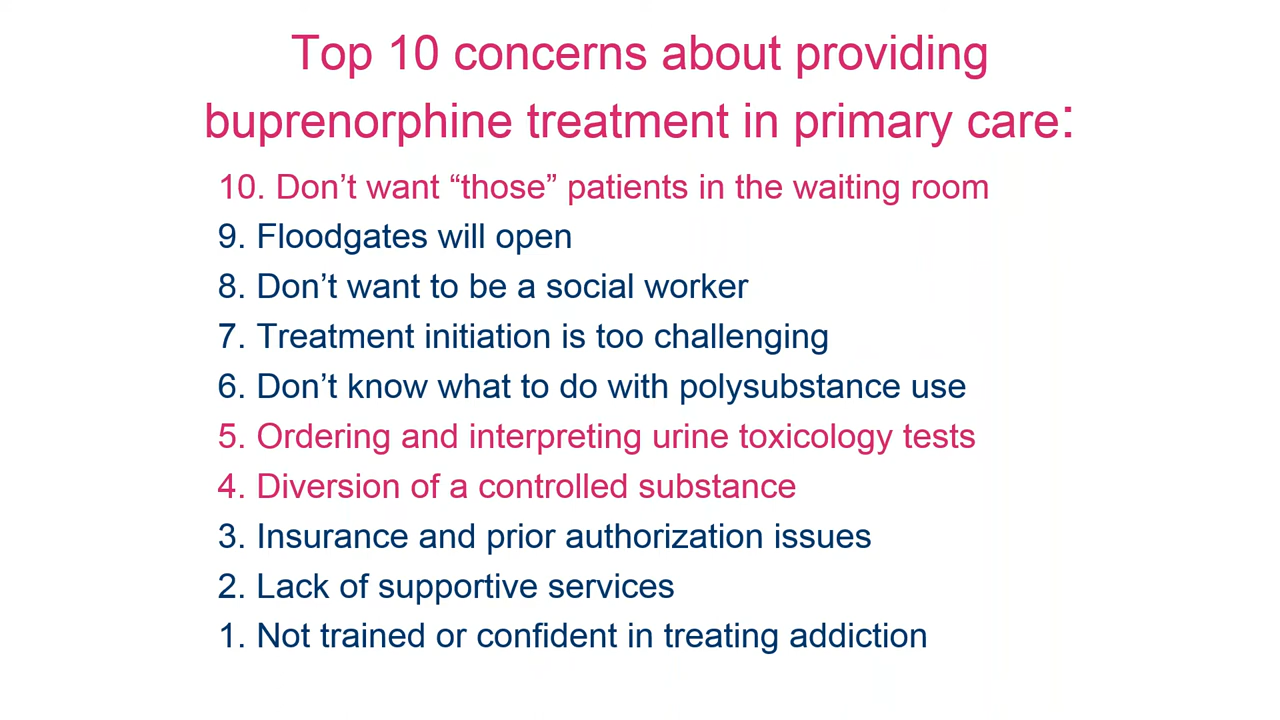 Top 10 concerns about providing
buprenorphine treatment in primary care:
10. Don’t want “those” patients in the waiting room
9. Floodgates will open
8. Don’t want to be a social worker
7. Treatment initiation is too challenging
6. Don’t know what to do with polysubstance use
5. Ordering and interpreting urine toxicology tests
4. Diversion of a controlled substance
3. Insurance and prior authorization issues
2. Lack of supportive services
1. Not trained or confident in treating addiction